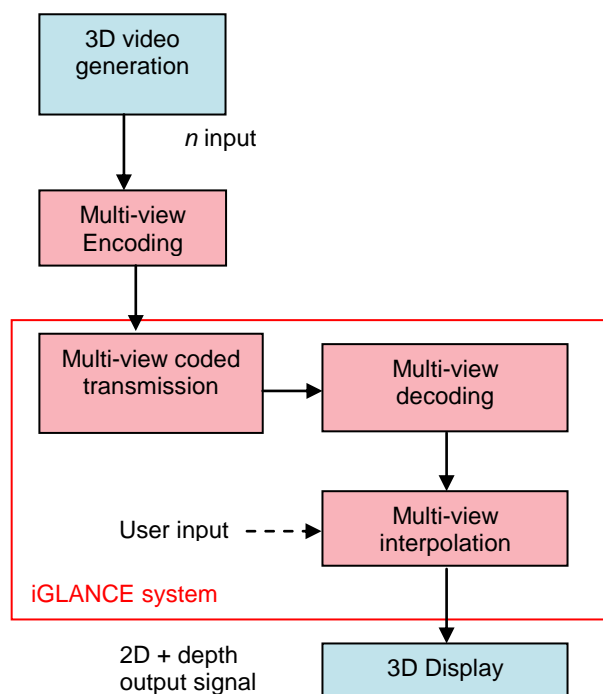 3D video
generation
n input
Multi-view
Encoding
Multi-view coded
transmission
Multi-view
decoding
User input
Multi-view
interpolation
iGLANCE system
2D + depth
output signal
3D Display